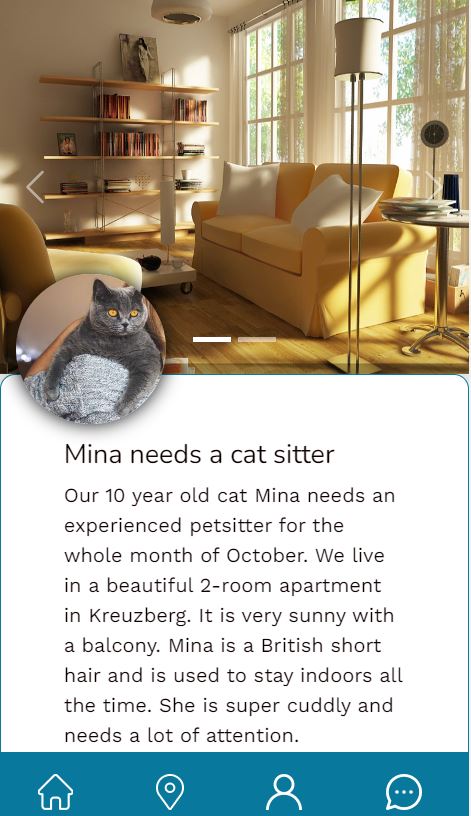 Mina needs a cat sitter
Our 10 year old cat Mina needs an
experienced petsitter for the
whole month of October. We live
in a beautiful 2-room apartment
in Kreuzberg. It is very sunny with
a balcony. Mina is a British short
hair and is used to stay indoors all
the time. She is super cuddly and
needs a lot of attention.